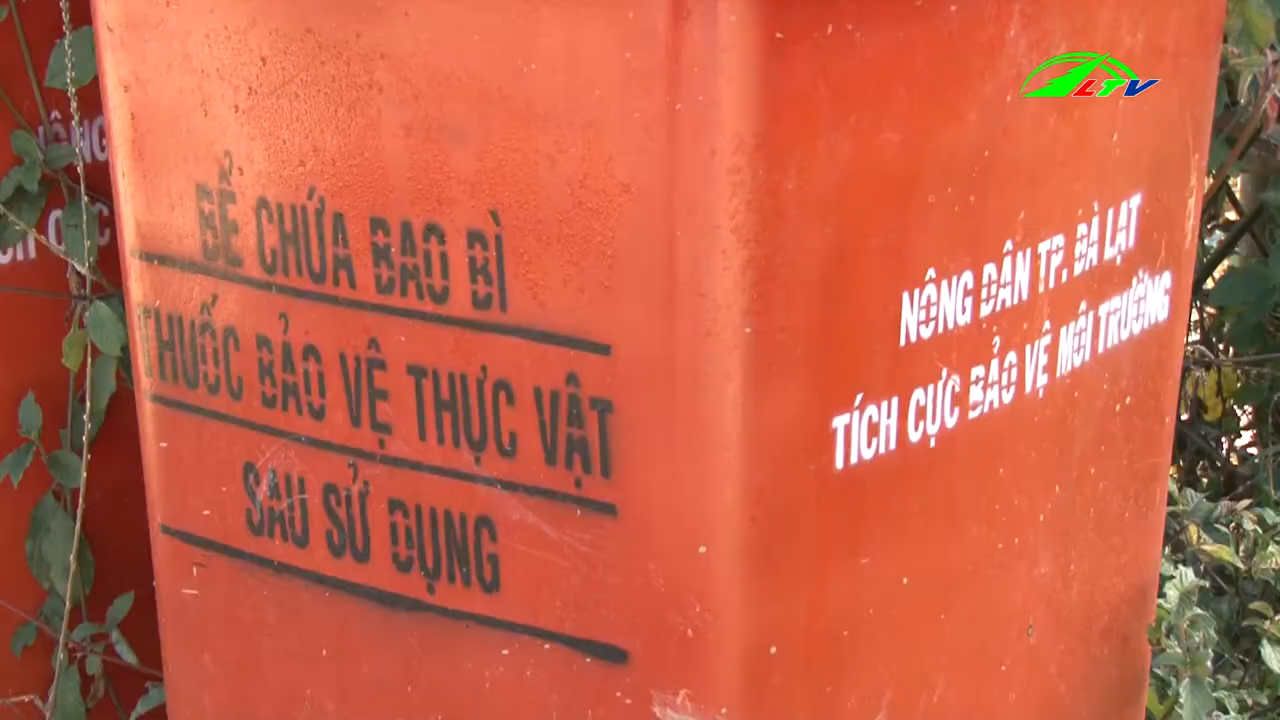 BỂ CHỨA BAO BÌ
THUỐC BẢO VỆ THỰC VẬT
SAU SỬ DỤNG
NÔNG DÂN TP. ĐÀ LẠT
TÍCH CỰC BẢO VỆ MÔI TRƯỜNG
LTV